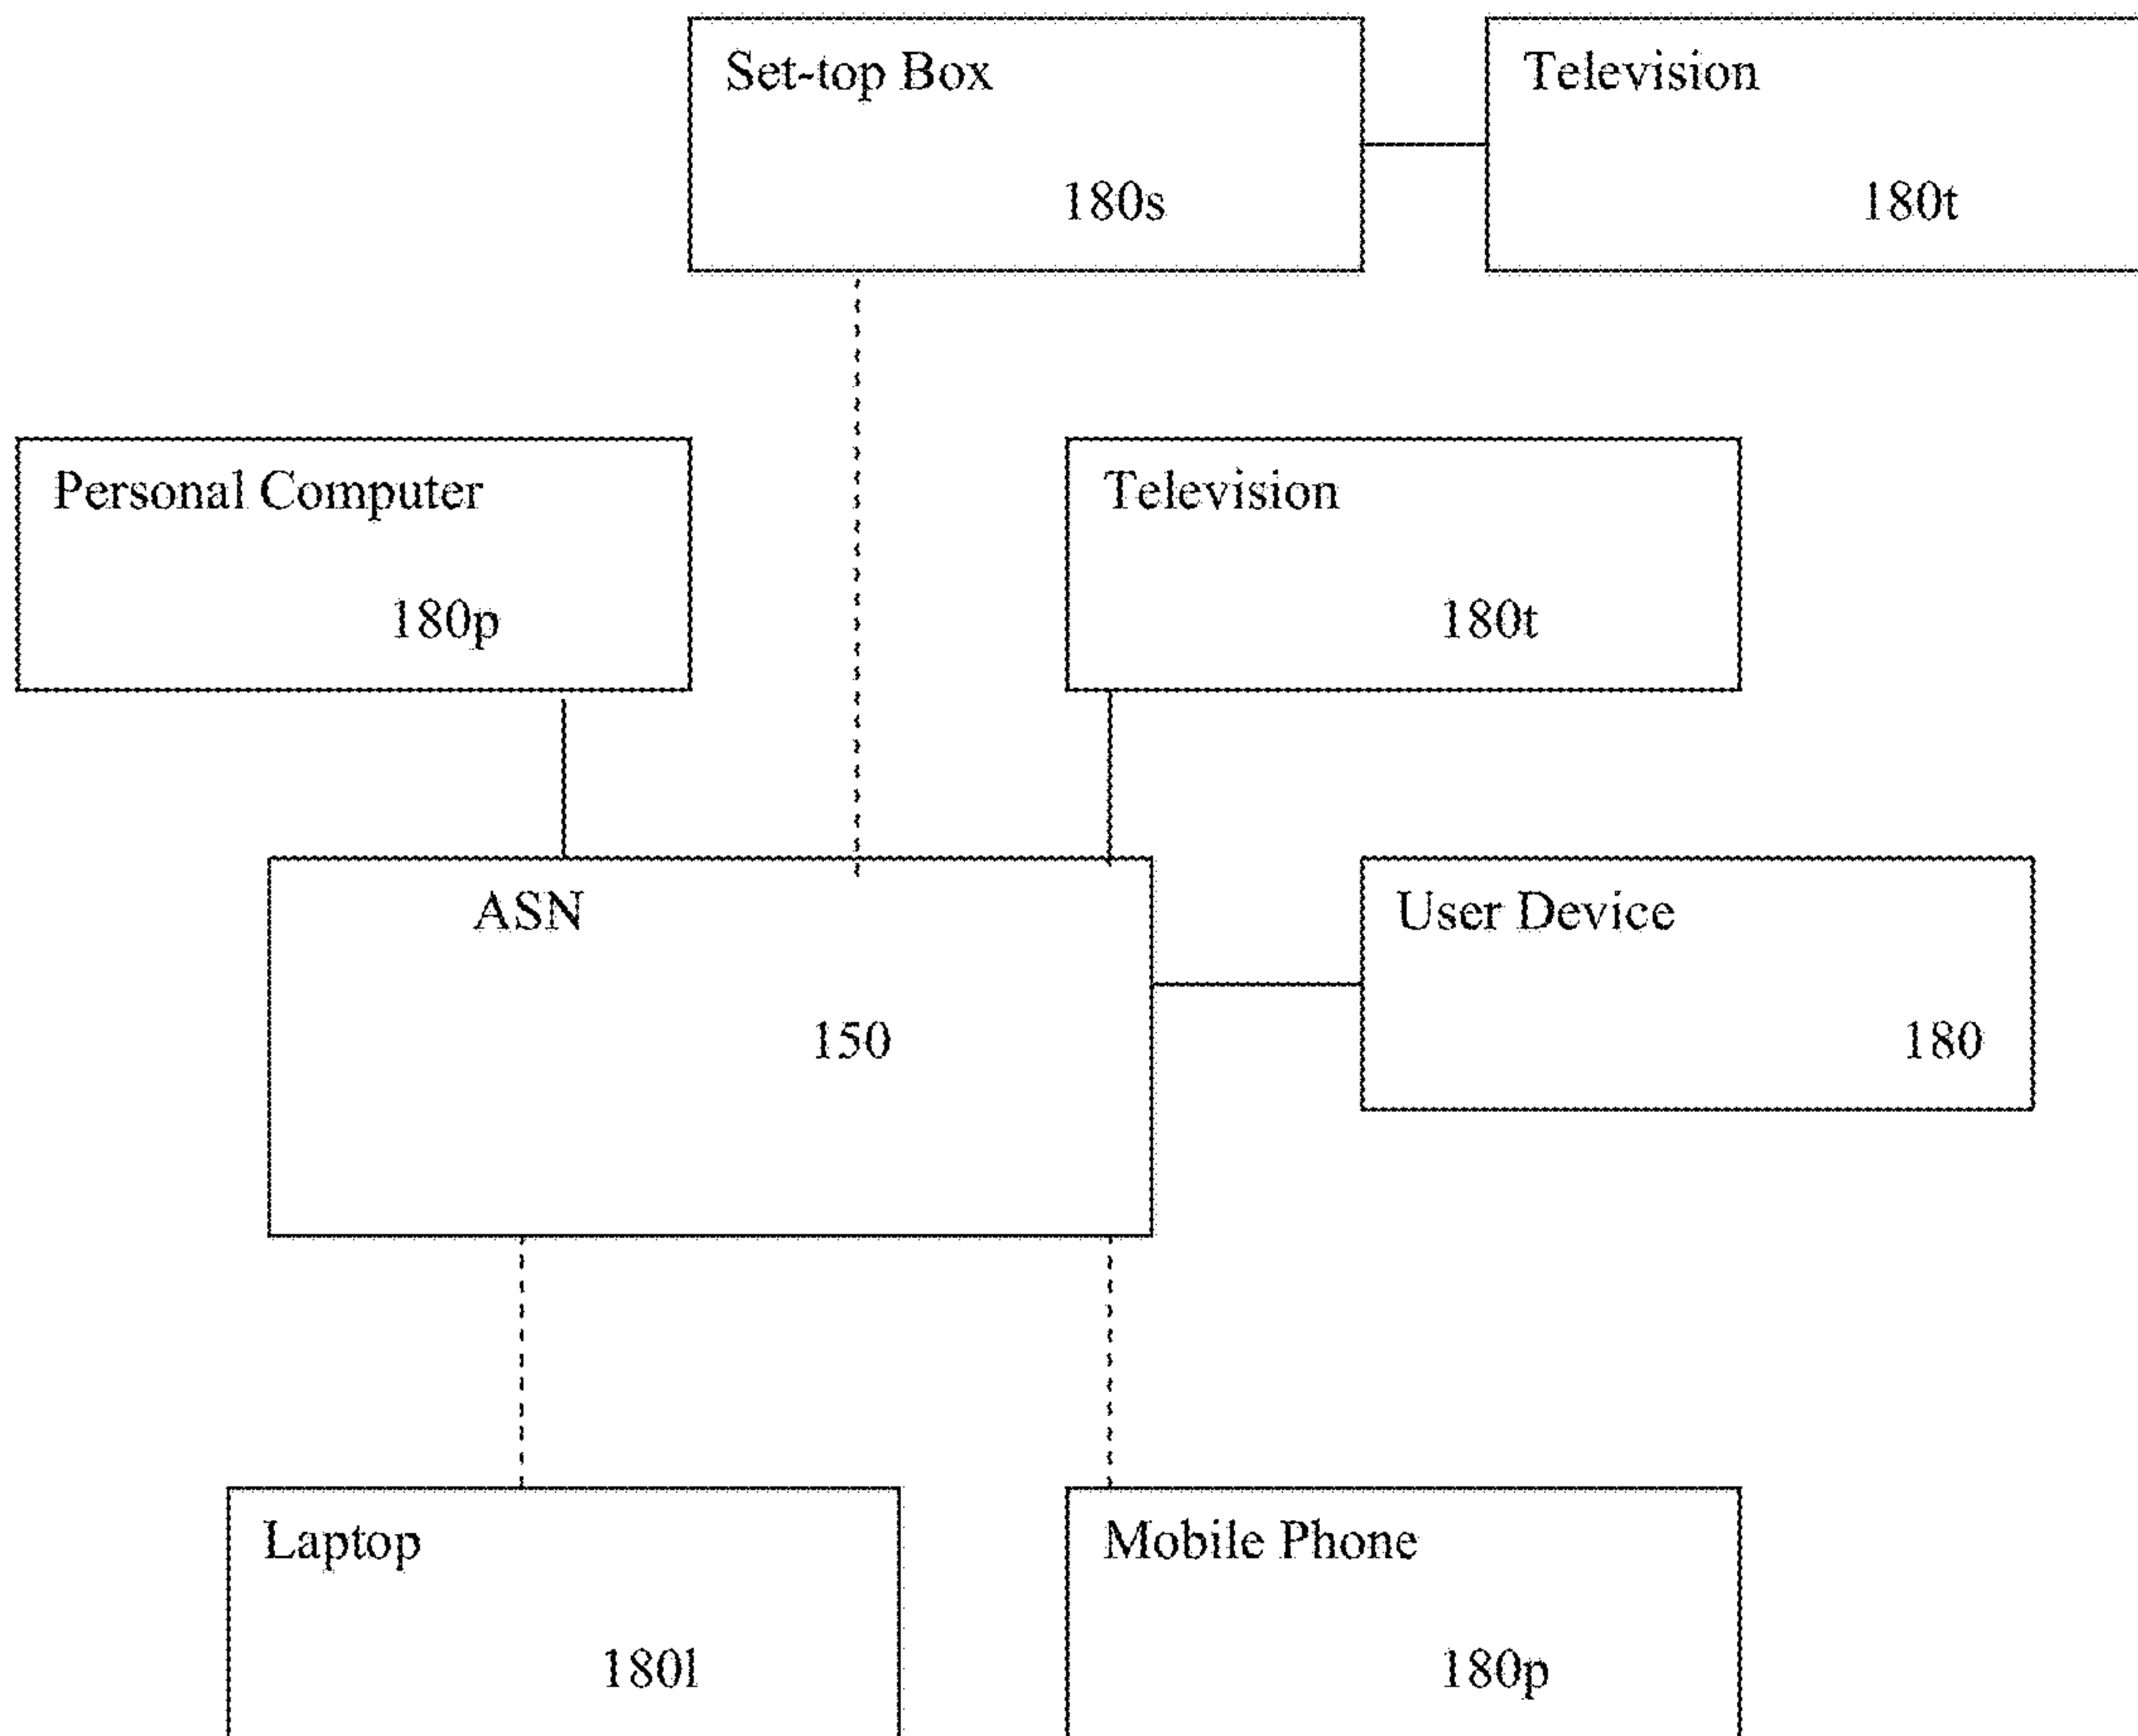 Set-top Box
180s
Television
180t
Personal Computer
180p
Television
180t
ASN
150
User Device
180
Laptop
180l
Mobile Phone
180p